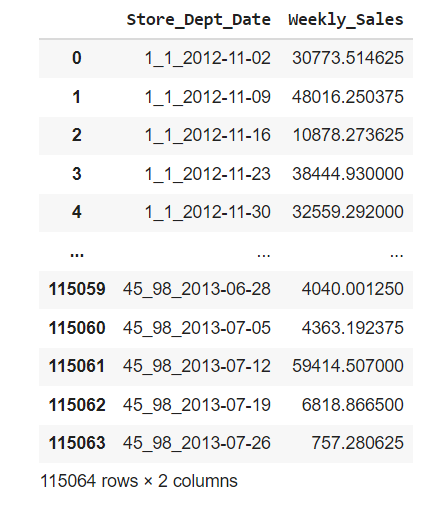 Store_Dept_Date Weekly_Sales
0 1_1_2012-11-02 30773.514625
1 1_1_2012-11-09 48016.250375
2 1_1_2012-11-16 10878.273625
3 1_1_2012-11-23 38444.930000
4 1_1_2012-11-30 32559.292000
... ... ...
115059 45_98_2013-06-28 4040.001250
115060 45_98_2013-07-05 4363.192375
115061 45_98_2013-07-12 59414.507000
115062 45_98_2013-07-19 6818.866500
115063 45_98_2013-07-26 757.280625
115064 rows × 2 columns